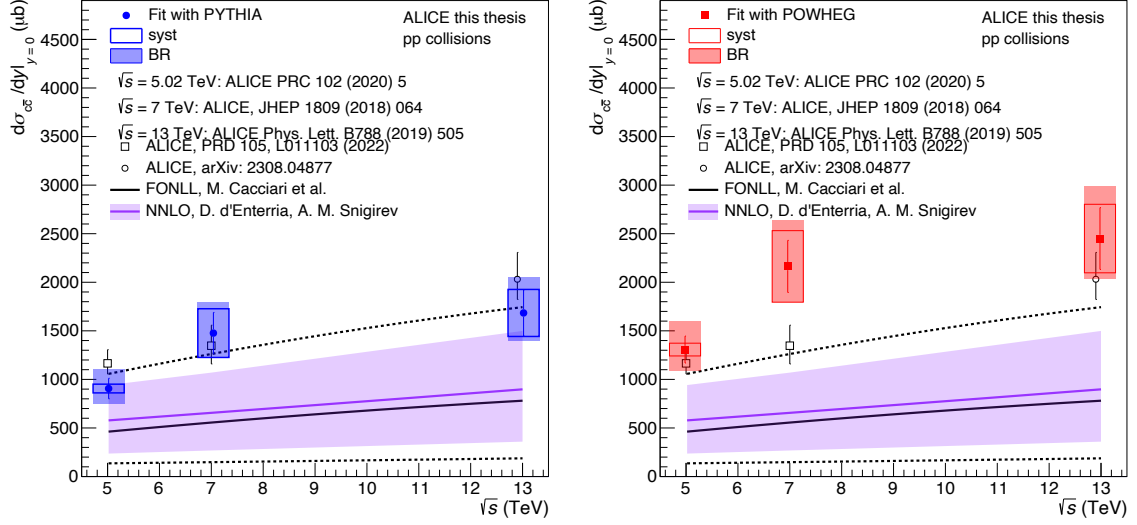 dσcc̄/dy|y = 0 (μb)
4500
4000
3500
3000
2500
2000
1500
1000
500
0
Fit with PYTHIA
syst
BR
ALICE this thesis
pp collisions
√s = 5.02 TeV: ALICE PRC 102 (2020) 5
√s = 7 TeV: ALICE, JHEP 1809 (2018) 064
√s = 13 TeV: ALICE Phys. Lett. B788 (2019) 505
ALICE, PRD 105, L011103 (2022)
ALICE, arXiv: 2308.04877
FONLL, M. Cacciari et al.
NNLO, D. d'Enterria, A. M. Snigirev
5 6 7 8 9 10 11 12 13
√s (TeV)
dσcc̄/dy|y = 0 (μb)
4500
4000
3500
3000
2500
2000
1500
1000
500
0
Fit with POWHEG
syst
BR
ALICE this thesis
pp collisions
√s = 5.02 TeV: ALICE PRC 102 (2020) 5
√s = 7 TeV: ALICE, JHEP 1809 (2018) 064
√s = 13 TeV: ALICE Phys. Lett. B788 (2019) 505
ALICE, PRD 105, L011103 (2022)
ALICE, arXiv: 2308.04877
FONLL, M. Cacciari et al.
NNLO, D. d'Enterria, A. M. Snigirev
5 6 7 8 9 10 11 12 13
√s (TeV)